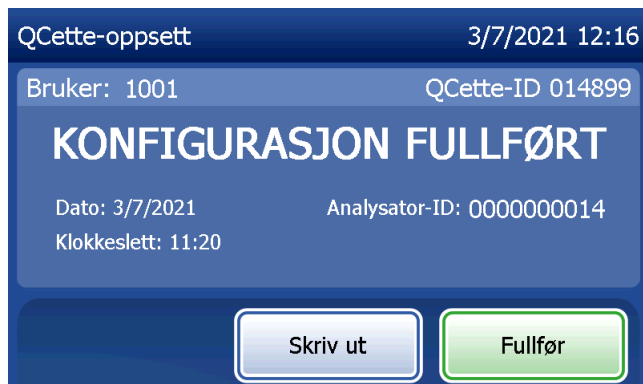 QCette-oppsett 3/7/2021 12:16
Bruker: 1001 QCette-ID 014899
KONFIGURASJON FULLFØRT
Dato: 3/7/2021 Analysator-ID: 0000000014
Klokkeslett: 11:20
Skriv ut Fullfør